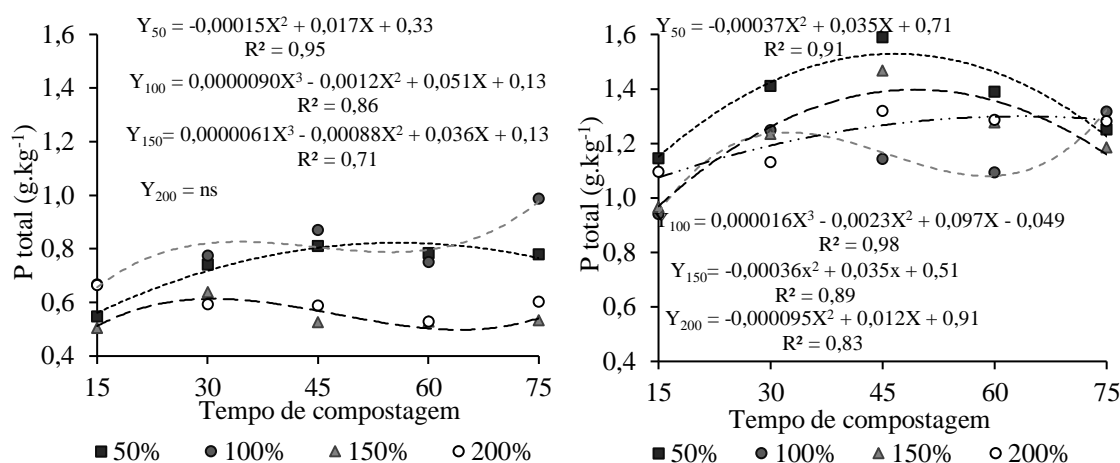 Y50 = -0,00015X² + 0,017X + 0,33
R² = 0,95
Y100 = 0,0000090X³ - 0,0012X² + 0,051X + 0,13
R² = 0,86
Y150= 0,0000061X³ - 0,00088X² + 0,036X + 0,13
R² = 0,71
Y200 = ns
P total (g.kg⁻¹)
1,6
1,4
1,2
1,0
0,8
0,6
0,4
15 30 45 60 75
Tempo de compostagem
50% 100% 150% 200%
Y50 = -0,00037X² + 0,035X + 0,71
R² = 0,91
Y100 = 0,000016X³ - 0,0023X² + 0,097X - 0,049
R² = 0,98
Y150= -0,00036x² + 0,035x + 0,51
R² = 0,89
Y200 = -0,000095X² + 0,012X + 0,91
R² = 0,83
P total (g.kg⁻¹)
1,6
1,4
1,2
1,0
0,8
0,6
0,4
15 30 45 60 75
Tempo de compostagem
50% 100% 150% 200%